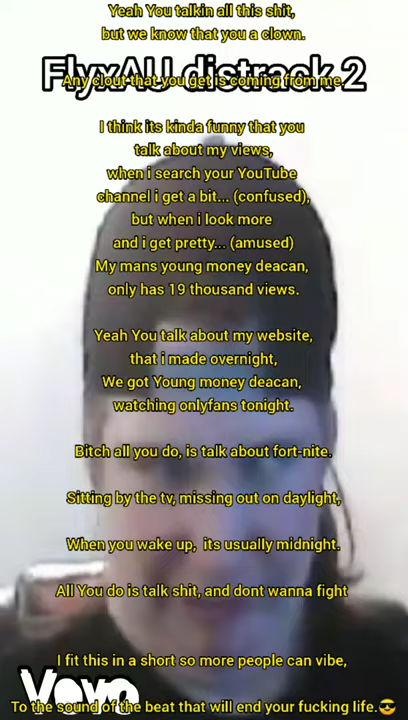 Yeah You talkin all this shit,
but we know that you a clown.
FlyxAU distrack 2
Any clout that you get is coming from me.
I think its kinda funny that you
talk about my views,
when i search your YouTube
channel i get a bit... (confused),
but when i look more
and i get pretty... (amused)
My mans young money deacan,
only has 19 thousand views.
Yeah You talk about my website,
that i made overnight,
We got Young money deacan,
watching onlyfans tonight.
Bitch all you do, is talk about fort-nite.
Sitting by the tv, missing out on daylight,
When you wake up, its usually midnight.
All You do is talk shit, and dont wanna fight
I fit this in a short so more people can vibe,
vevo
To the sound of the beat that will end your fucking life.😎